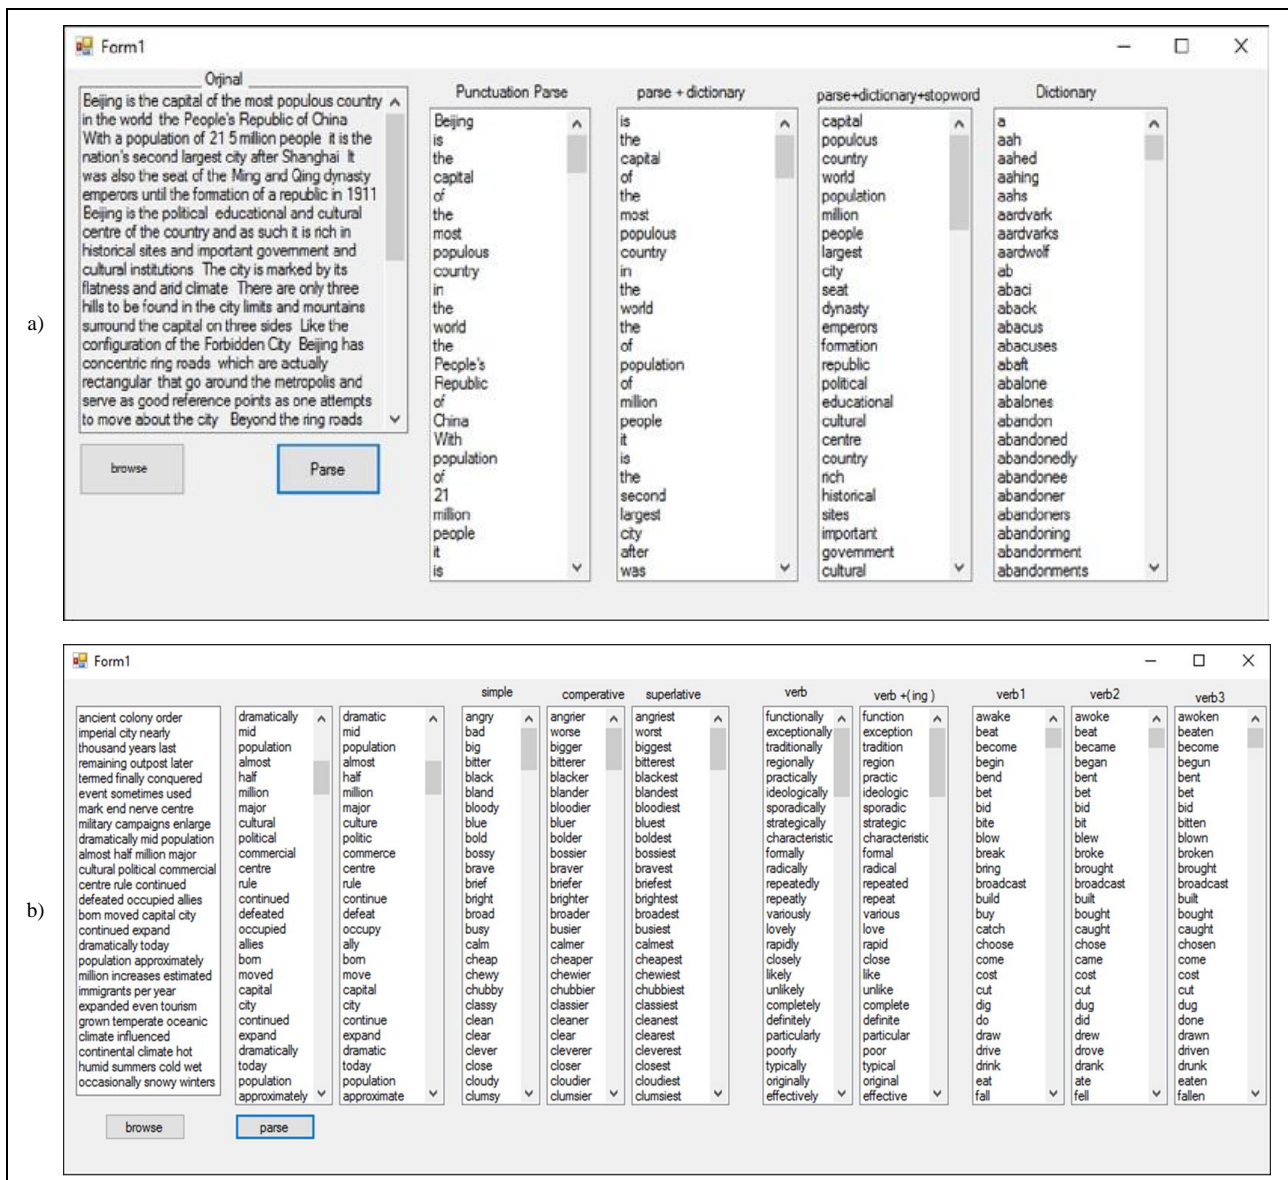 a)
Form1
Orjinal
Beijing is the capital of the most populous country
in the world the People's Republic of China
With a population of 21 5 million people it is the
nation's second largest city after Shanghai It
was also the seat of the Ming and Qing dynasty
emperors until the formation of a republic in 1911
Beijing is the political educational and cultural
centre of the country and as such it is rich in
historical sites and important government and
cultural institutions The city is marked by its
flatness and arid climate There are only three
hills to be found in the city limits and mountains
surround the capital on three sides Like the
configuration of the Forbidden City Beijing has
concentric ring roads which are actually
rectangular that go around the metropolis and
serve as good reference points as one attempts
to move about the city Beyond the ring roads
browse
Parse
Punctuation Parse
Beijing
is
the
capital
of
the
most
populous
country
in
the
world
the
People's
Republic
of
China
With
population
of
21
million
people
it
is
parse + dictionary
is
the
capital
of
the
most
populous
country
in
the
world
the
of
population
of
million
people
it
is
the
second
largest
city
after
was
parse+dictionary+stopword
capital
populous
country
world
population
million
people
largest
city
seat
dynasty
emperors
formation
republic
political
educational
cultural
centre
country
rich
historical
sites
important
government
cultural
Dictionary
a
aah
aahed
aahing
aahs
aardvark
aardvarks
aardwolf
ab
abaci
aback
abacus
abacuses
abaft
abalone
abalones
abandon
abandoned
abandonedly
abandonee
abandoner
abandoners
abandoning
abandonment
abandonments
b)
Form1
ancient colony order
imperial city nearly
thousand years last
remaining outpost later
termed finally conquered
event sometimes used
mark end nerve centre
military campaigns enlarge
dramatically mid population
almost half million major
cultural political commercial
centre rule continued
defeated occupied allies
born moved capital city
continued expand
dramatically today
population approximately
million increases estimated
immigrants per year
expanded even tourism
grown temperate oceanic
climate influenced
continental climate hot
humid summers cold wet
occasionally snowy winters
browse
parse
dramatically
mid
population
almost
half
million
major
cultural
political
commercial
centre
rule
continued
defeated
occupied
allies
born
moved
capital
city
continued
expand
dramatically
today
population
approximately
dramatic
mid
population
almost
half
million
major
culture
politic
commerce
centre
rule
continue
defeat
occupy
ally
born
move
capital
city
continue
expand
dramatic
today
population
approximate
simple
angry
bad
big
bitter
black
bland
bloody
blue
bold
bossy
brave
brief
bright
broad
busy
calm
cheap
chewy
chubby
classy
clean
clear
clever
close
cloudy
clumsy
comperative
angrier
worse
bigger
bitterer
blacker
blander
bloodier
bluer
bolder
bossier
braver
briefer
brighter
broader
busier
calmer
cheaper
chewier
chubbier
classier
cleaner
clear
cleverer
closer
cloudier
clumsier
superlative
angriest
worst
biggest
bitterest
blackest
blandest
bloodiest
bluest
boldest
bossiest
bravest
briefest
brightest
broadest
busiest
calmest
cheapest
chewiest
chubbiest
classiest
cleanest
clearest
cleverest
closest
cloudiest
clumsiest
verb
functionally
exceptionally
traditionally
regionally
practically
ideologically
sporadically
strategically
characteristic
formally
radically
repeatedly
repeatly
variously
lovely
rapidly
closely
likely
unlikely
completely
definitely
particularly
poorly
typically
originally
effectively
verb +( ing )
function
exception
tradition
region
practic
ideologic
sporadic
strategic
characteristic
formal
radical
repeated
repeat
various
love
rapid
close
like
unlike
complete
definite
particular
poor
typical
original
effective
verb1
awake
beat
become
begin
bend
bet
bid
bite
blow
break
bring
broadcast
build
buy
catch
choose
come
cost
cut
dig
do
draw
drive
drink
eat
fall
verb2
awoke
beat
became
began
bent
bet
bid
bit
blew
broke
brought
broadcast
built
bought
caught
chose
came
cost
cut
dug
did
drew
drove
drank
ate
fell
verb3
awoken
beaten
become
begun
bent
bet
bid
bitten
blown
broken
brought
broadcast
built
bought
caught
chosen
come
cost
cut
dug
done
drawn
driven
drunk
eaten
fallen